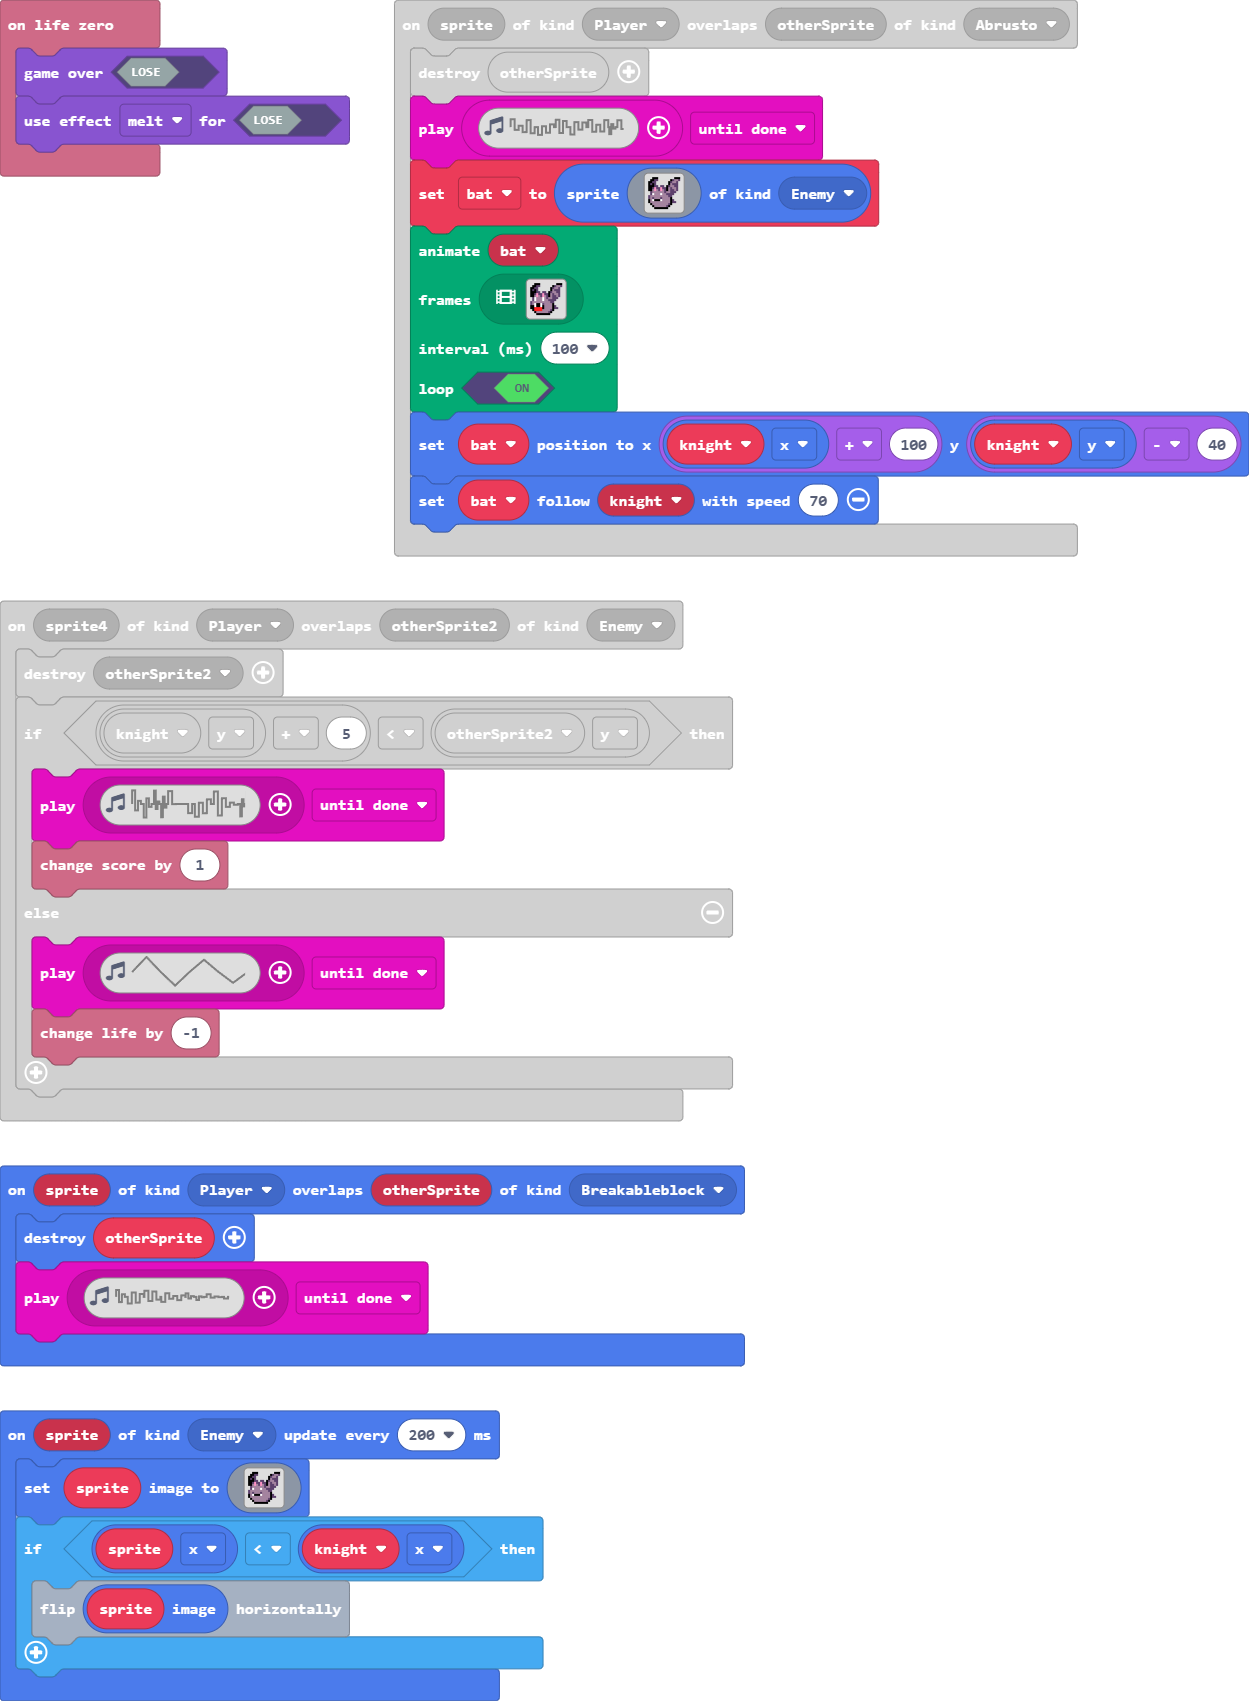 on life zero
game over LOSE
use effect melt for LOSE
on sprite of kind Player overlaps otherSprite of kind Abrusto
destroy otherSprite
play until done
set bat to sprite of kind Enemy
animate bat
frames
interval (ms) 100
loop ON
set bat position to x knight x + 100 y knight y - 40
set bat follow knight with speed 70
on sprite4 of kind Player overlaps otherSprite2 of kind Enemy
destroy otherSprite2
if knight y + 5 < otherSprite2 y then
play until done
change score by 1
else
play until done
change life by -1
on sprite of kind Player overlaps otherSprite of kind Breakableblock
destroy otherSprite
play until done
on sprite of kind Enemy update every 200 ms
set sprite image to
if sprite x < knight x then
flip sprite image horizontally